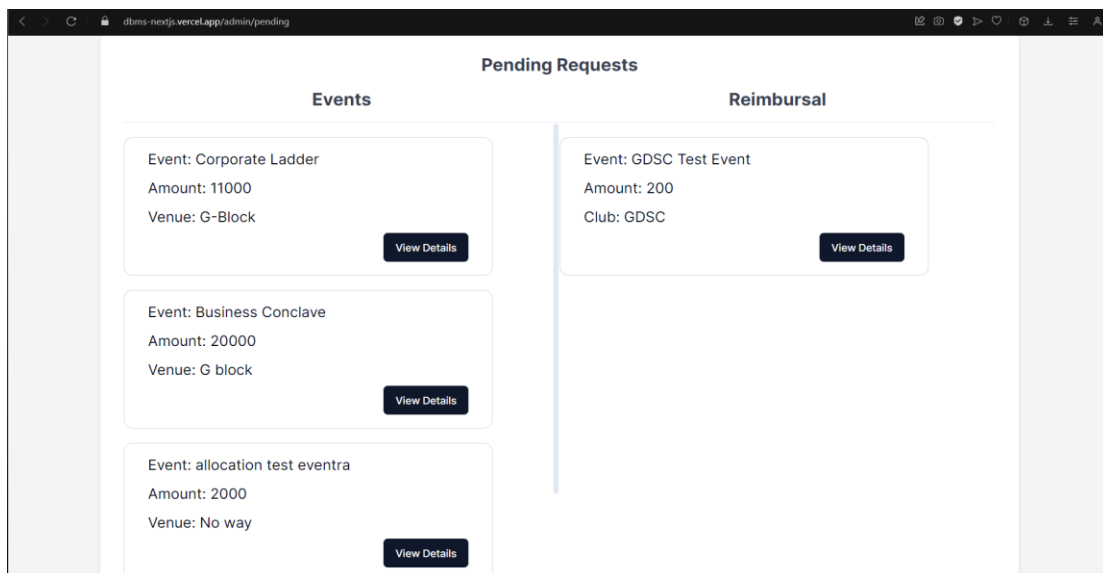 dbms-nextjs.vercel.app/admin/pending
Pending Requests
Events
Event: Corporate Ladder
Amount: 11000
Venue: G-Block
View Details
Event: Business Conclave
Amount: 20000
Venue: G block
View Details
Event: allocation test eventra
Amount: 2000
Venue: No way
View Details
Reimbursal
Event: GDSC Test Event
Amount: 200
Club: GDSC
View Details